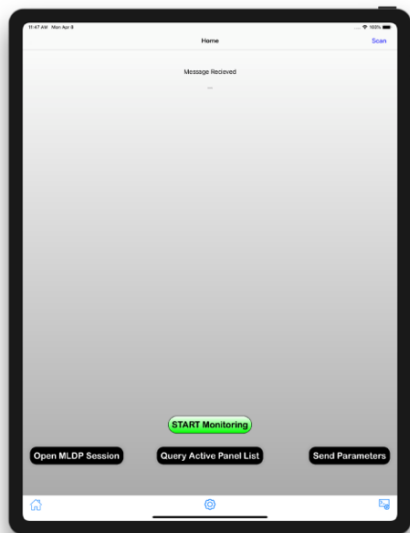 11:47 AM Mon Apr 8
100%
Home
Scan
Message Recieved
...
START Monitoring
Open MLDP Session
Query Active Panel List
Send Parameters